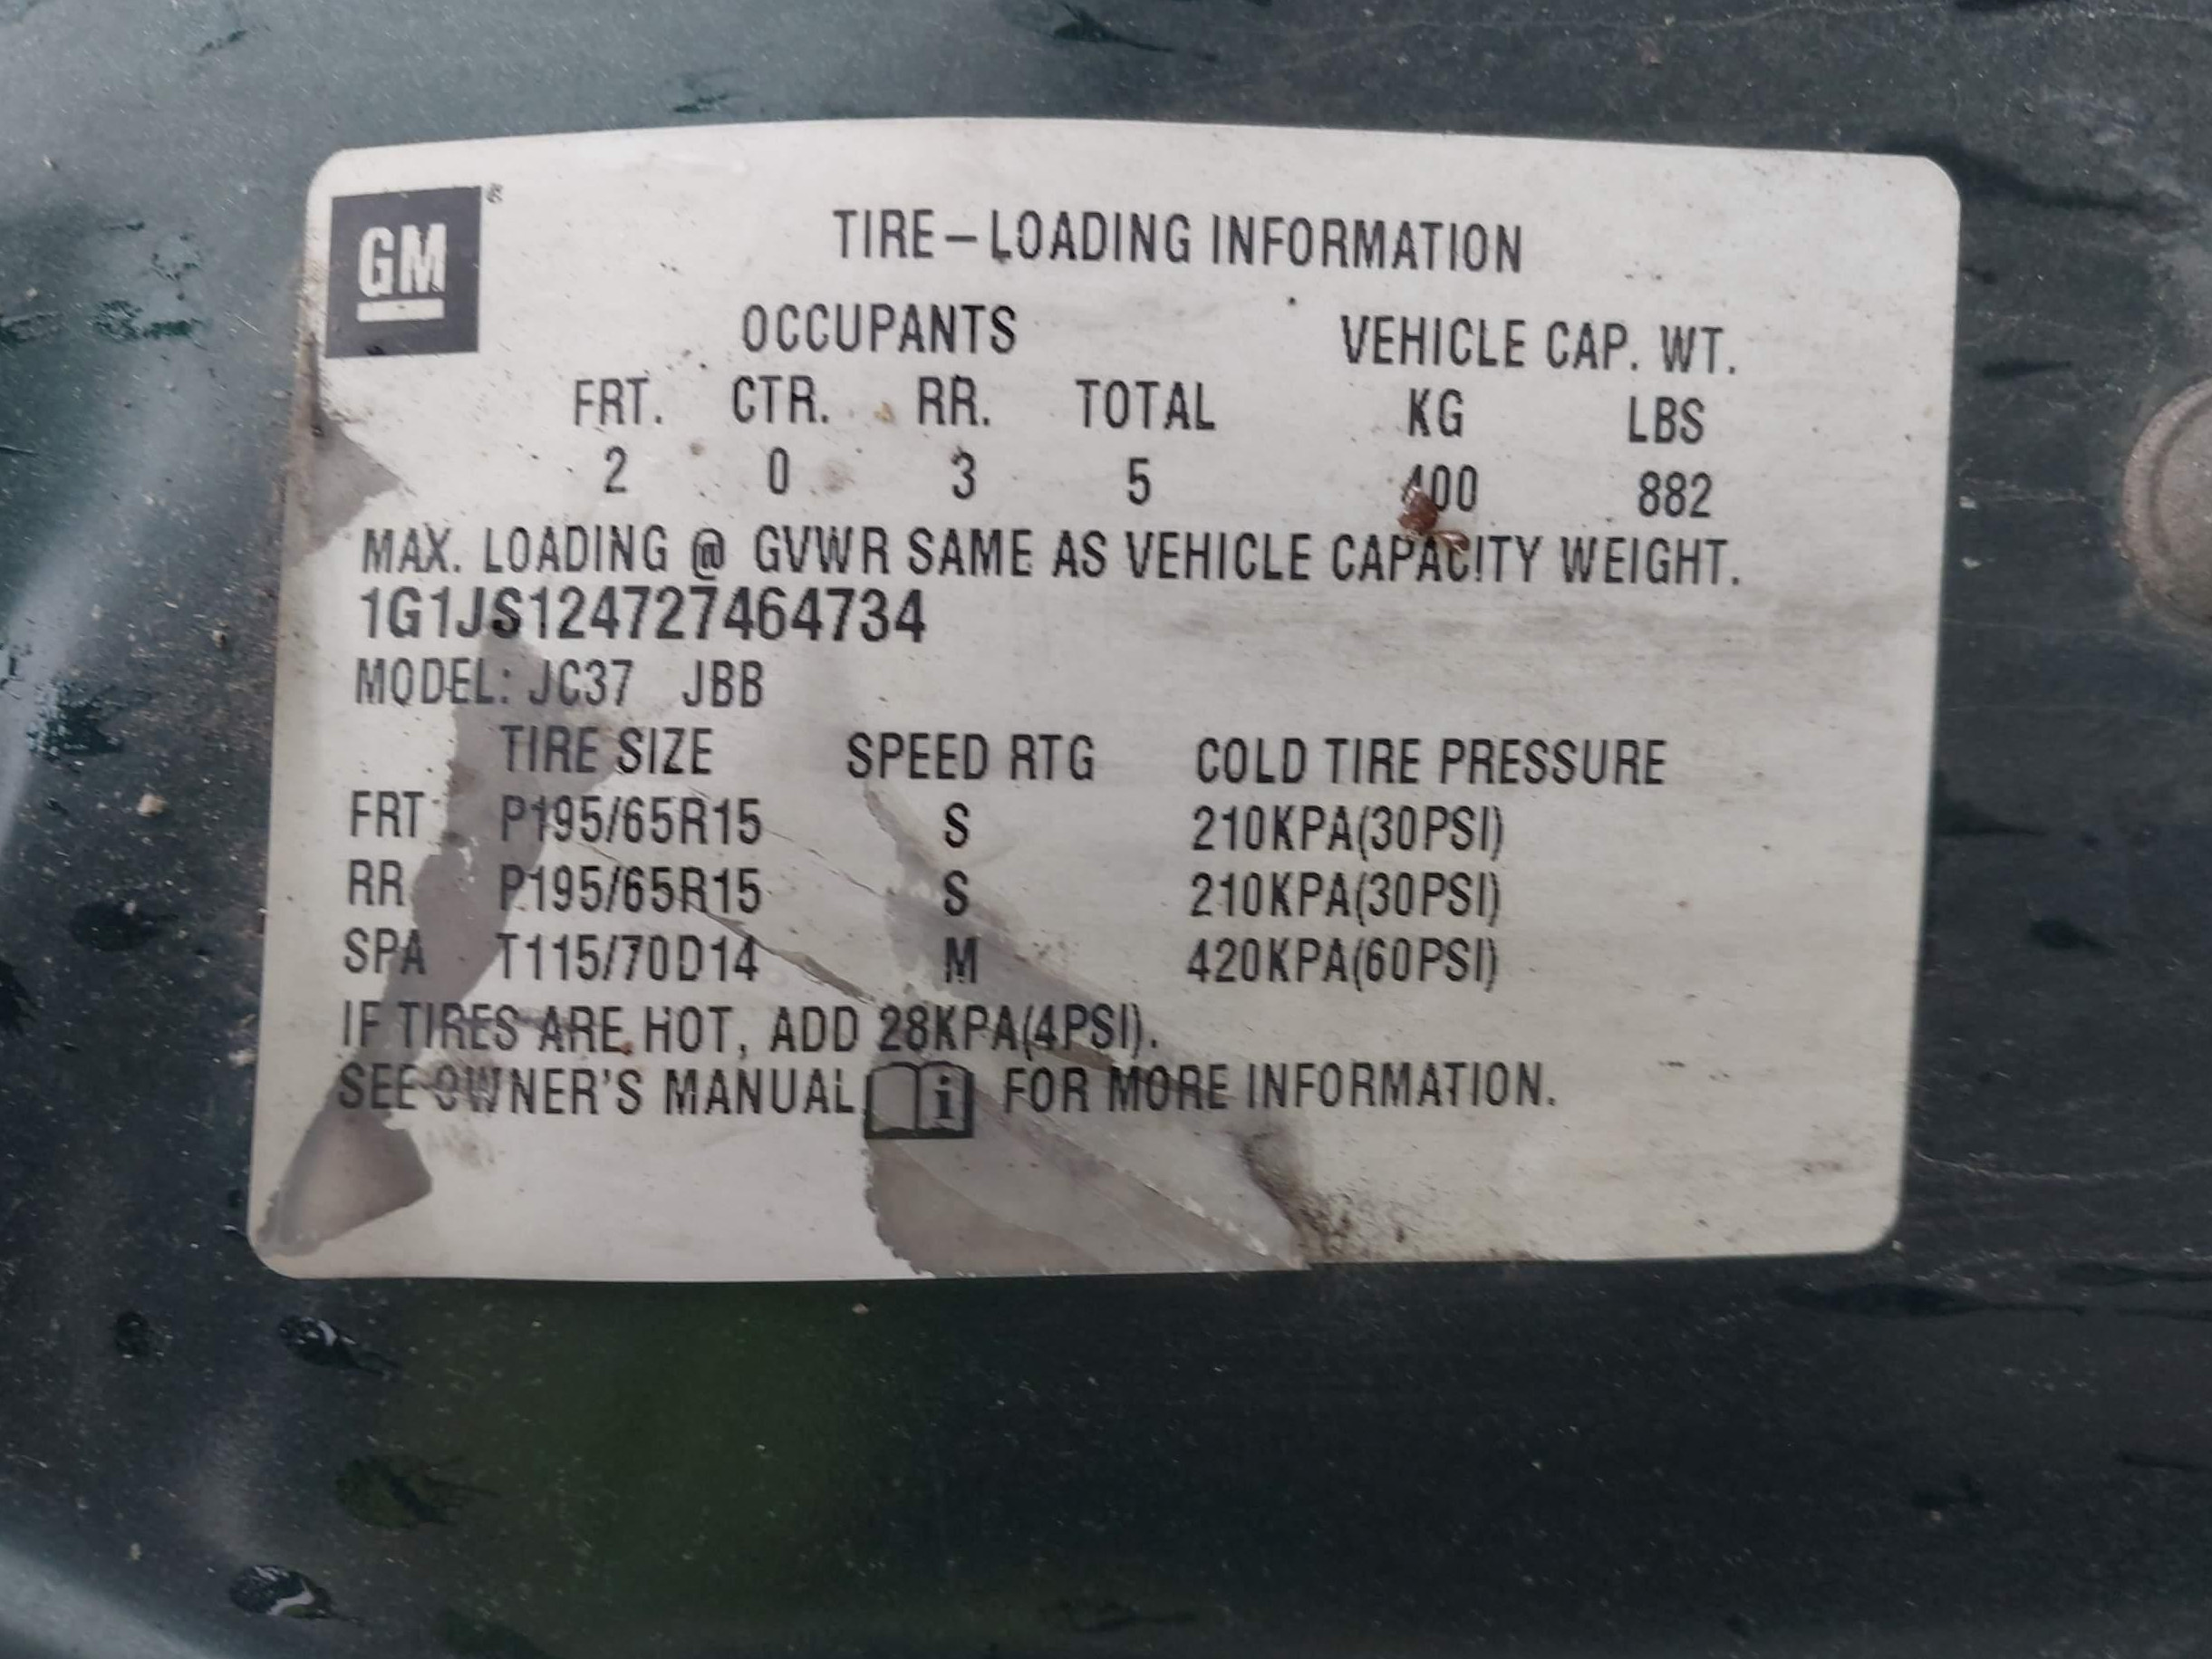 GM
TIRE-LOADING INFORMATION
OCCUPANTS VEHICLE CAP. WT.
FRT. CTR. RR. TOTAL KG LBS
2 0 3 5 400 882
MAX. LOADING @ GVWR SAME AS VEHICLE CAPACITY WEIGHT.
1G1JS124727464734
MODEL: JC37 JBB
TIRE SIZE SPEED RTG COLD TIRE PRESSURE
FRT P195/65R15 S 210KPA(30PSI)
RR P195/65R15 S 210KPA(30PSI)
SPA T115/70D14 M 420KPA(60PSI)
IF TIRES ARE HOT, ADD 28KPA(4PSI).
SEE OWNER'S MANUAL i FOR MORE INFORMATION.